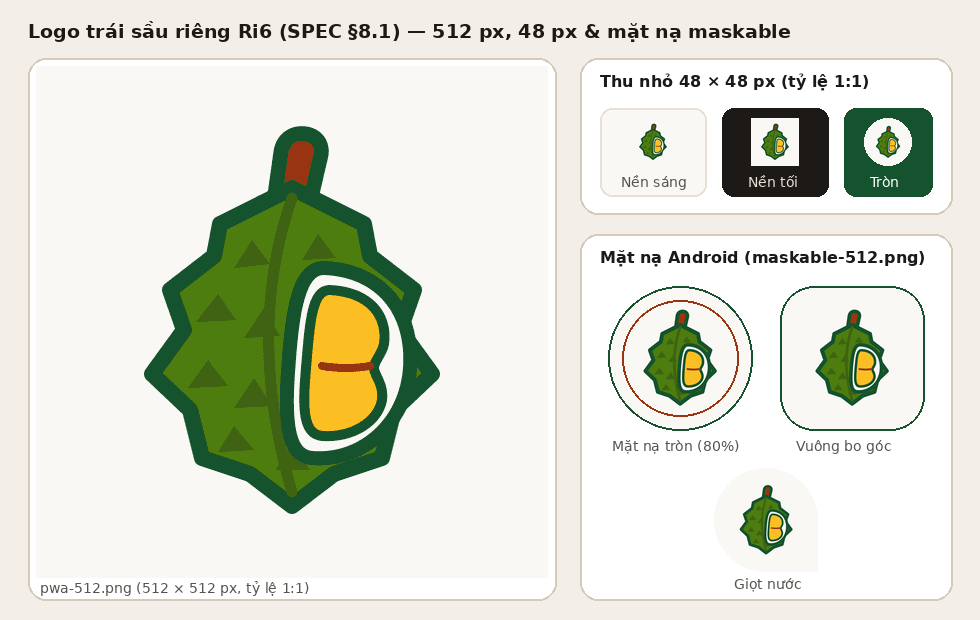 Logo trái sầu riêng Ri6 (SPEC §8.1) — 512 px, 48 px & mặt nạ maskable
pwa-512.png (512 × 512 px, tỷ lệ 1:1)
Thu nhỏ 48 × 48 px (tỷ lệ 1:1)
Nền sáng
Nền tối
Tròn
Mặt nạ Android (maskable-512.png)
Mặt nạ tròn (80%)
Vuông bo góc
Giọt nước